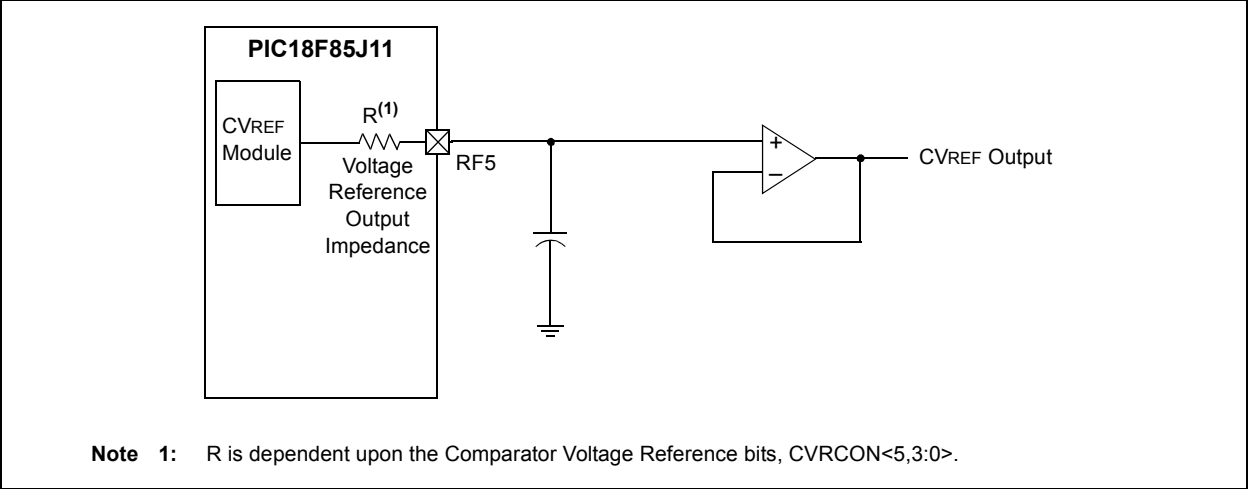 PIC18F85J11
CVREF
Module
R(1)
Voltage
Reference
Output
Impedance
RF5
+
–
CVREF Output
Note 1: R is dependent upon the Comparator Voltage Reference bits, CVRCON<5,3:0>.